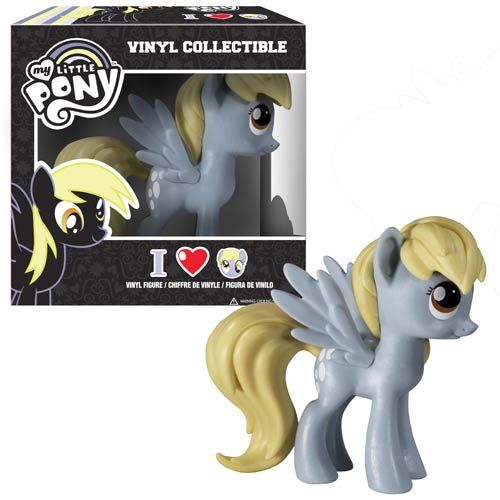 VINYL COLLECTIBLE
my LITTLE
PONY
I
VINYL FIGURE / CHIFFRE DE VINYLE / FIGURA DE VINILO